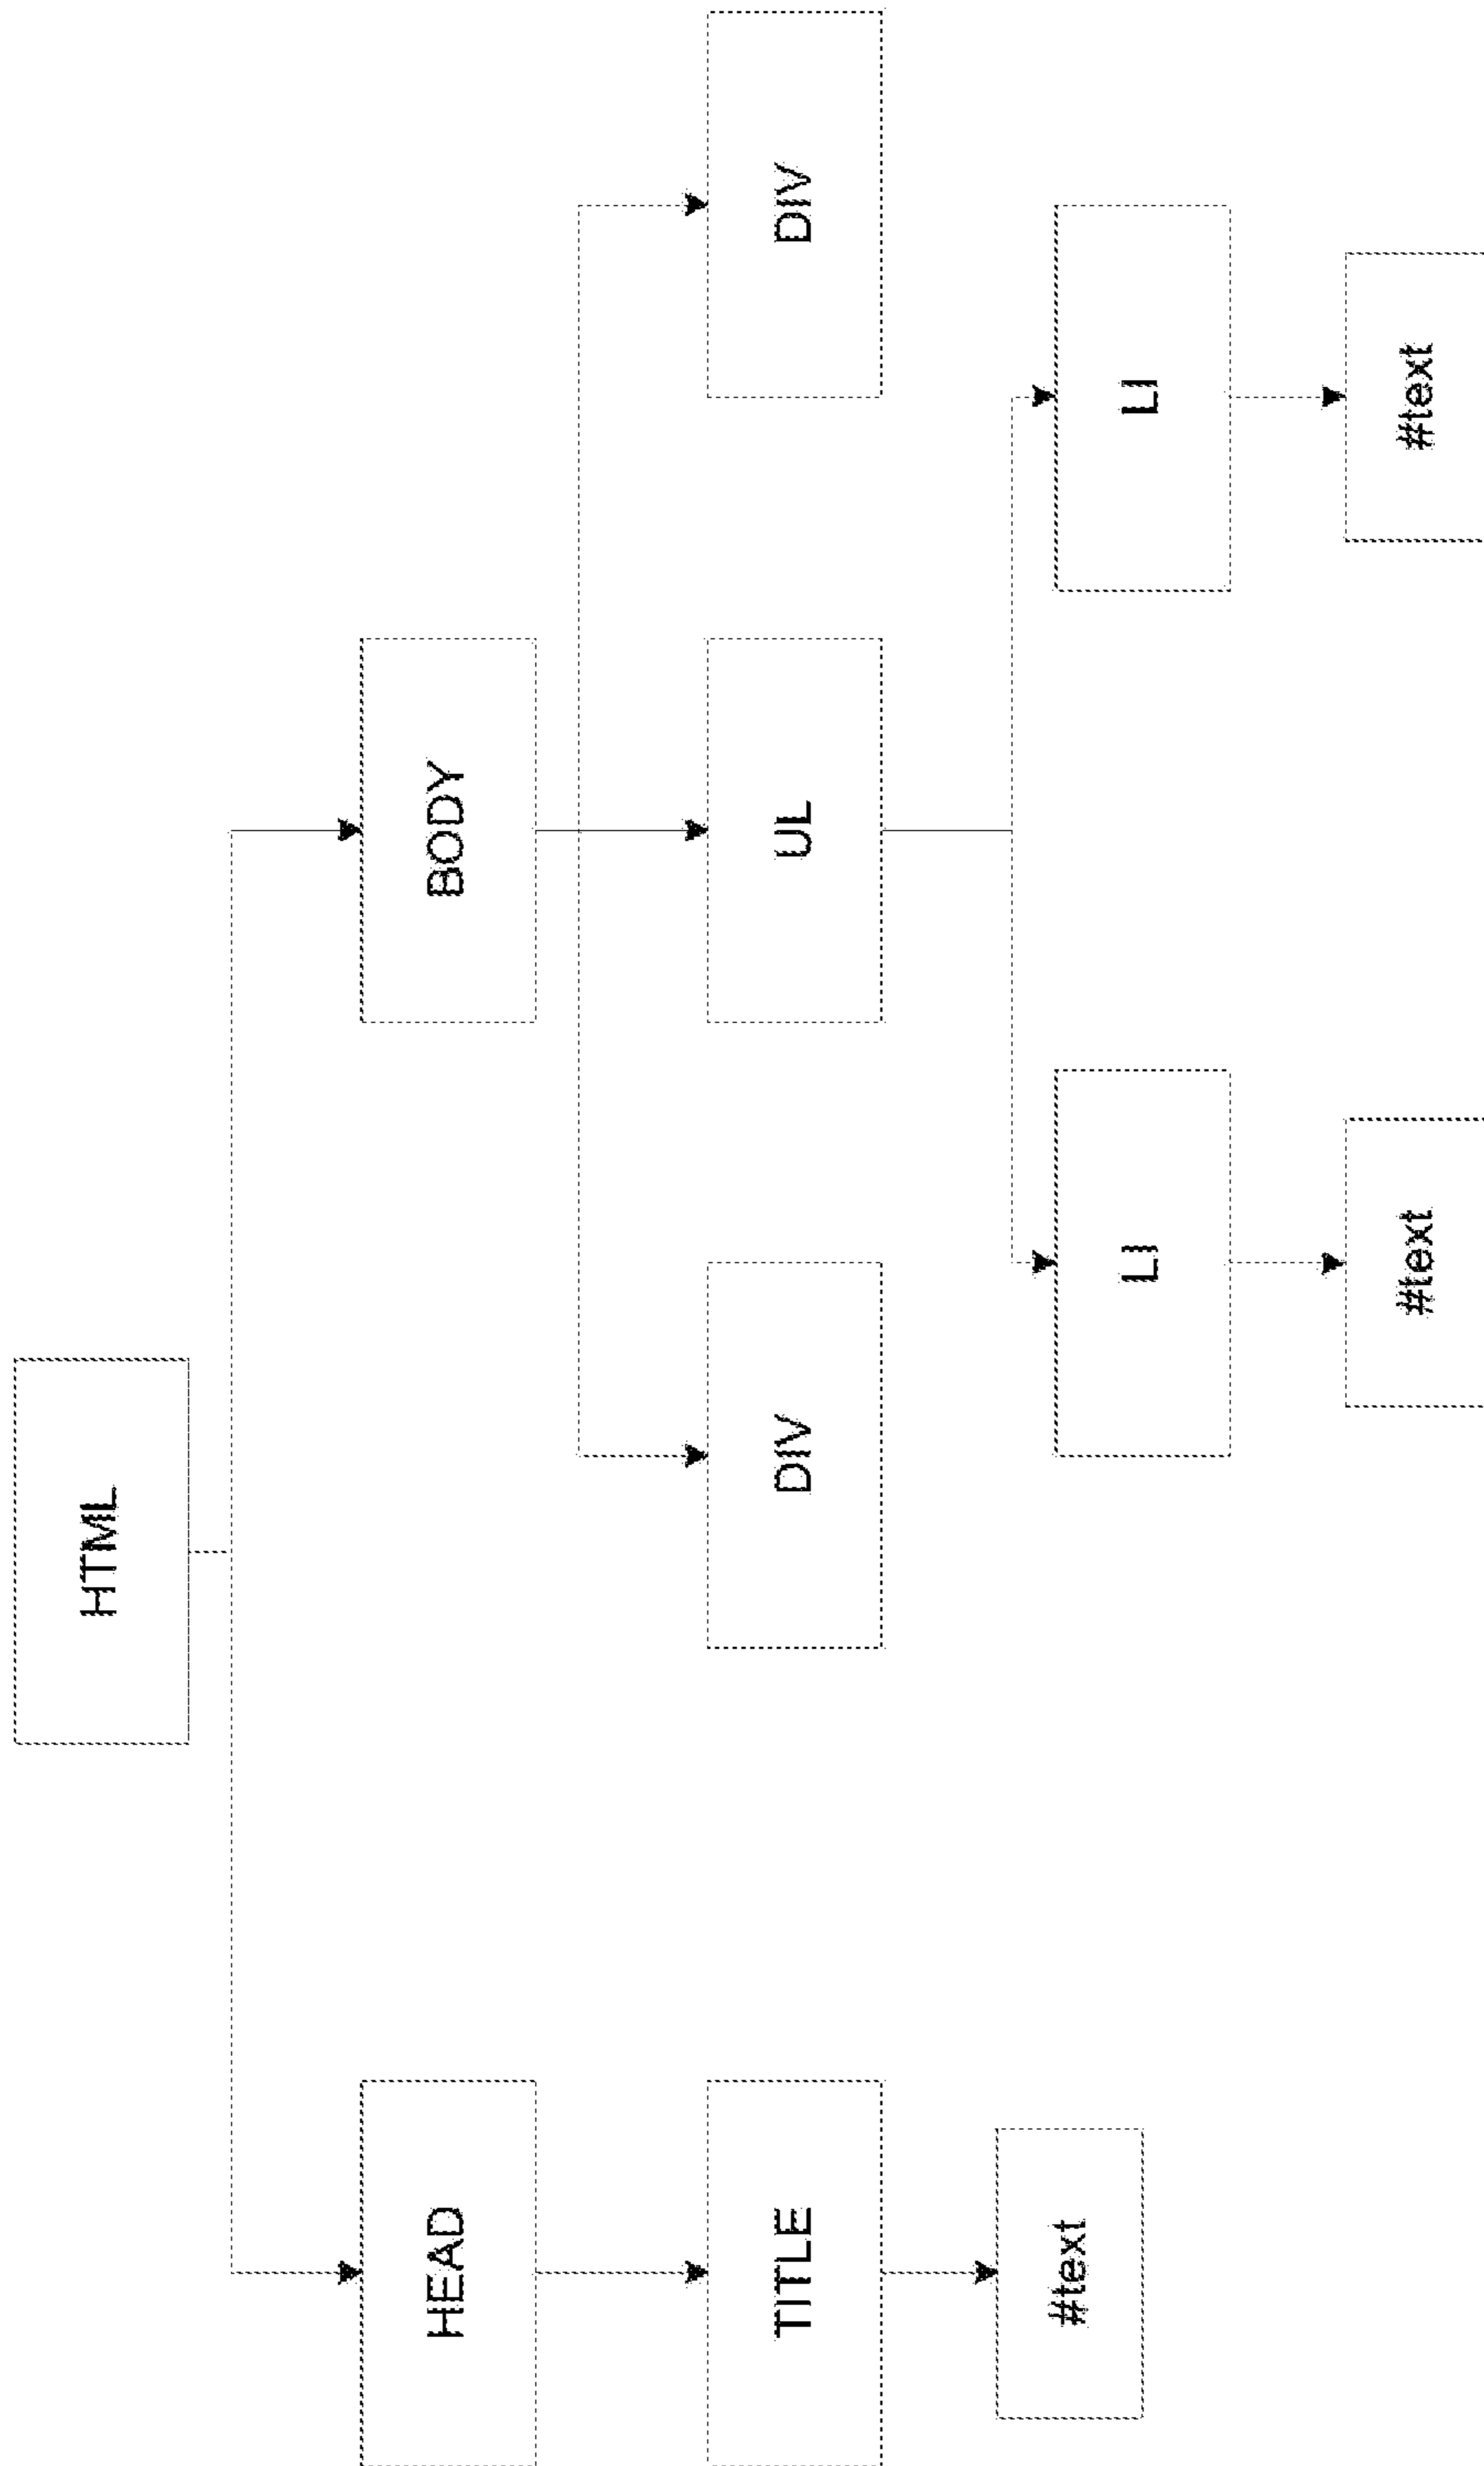 HTML
HEAD
BODY
TITLE
DIV
UL
DIV
#text
LI
LI
#text
#text